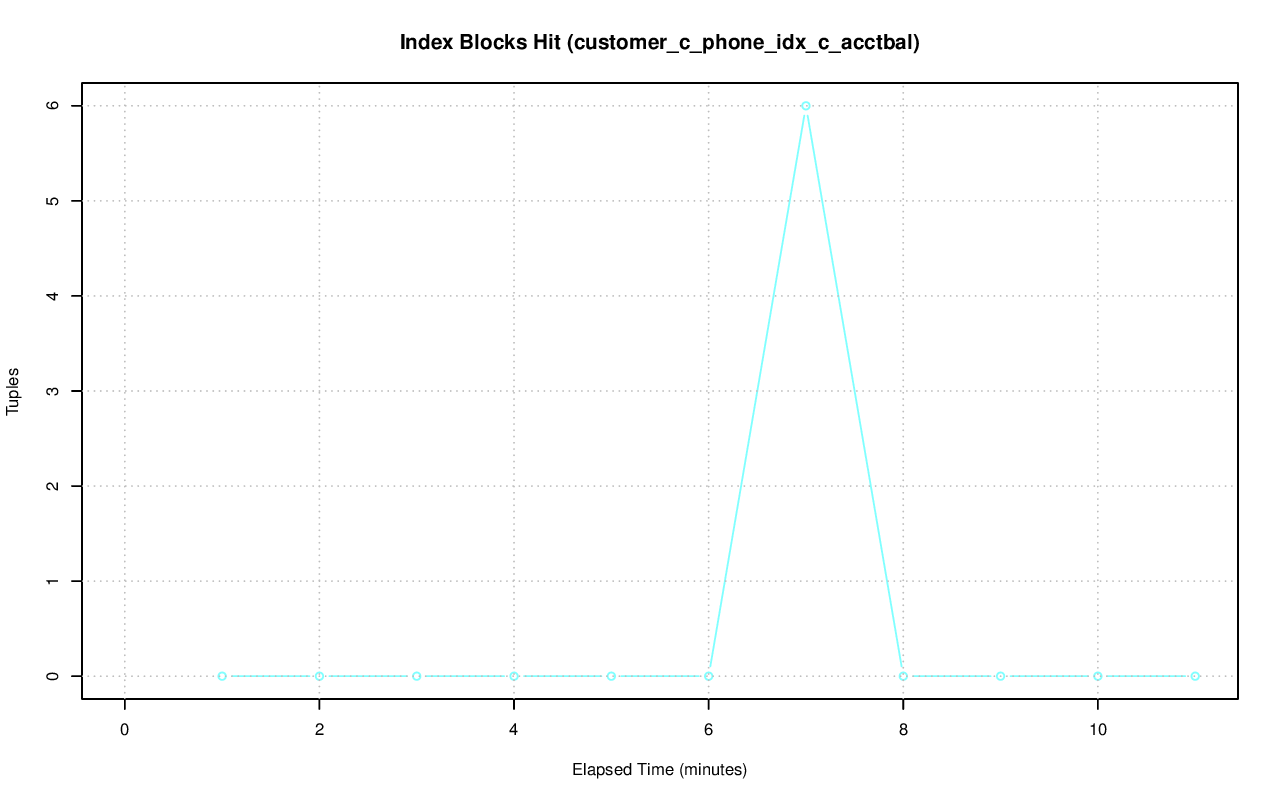 Index Blocks Hit (customer_c_phone_idx_c_acctbal)
6
5
4
3
2
1
0
Tuples
0 2 4 6 8 10
Elapsed Time (minutes)